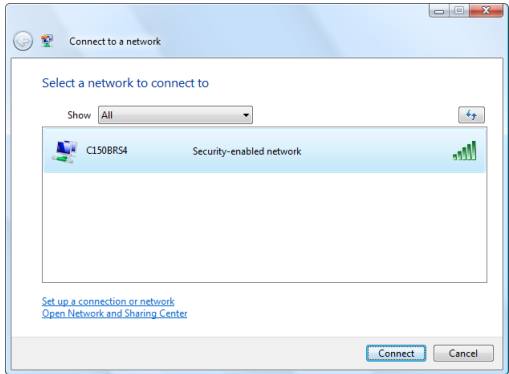 Connect to a network
Select a network to connect to
Show All
C150BRS4 Security-enabled network
Set up a connection or network
Open Network and Sharing Center
Connect Cancel